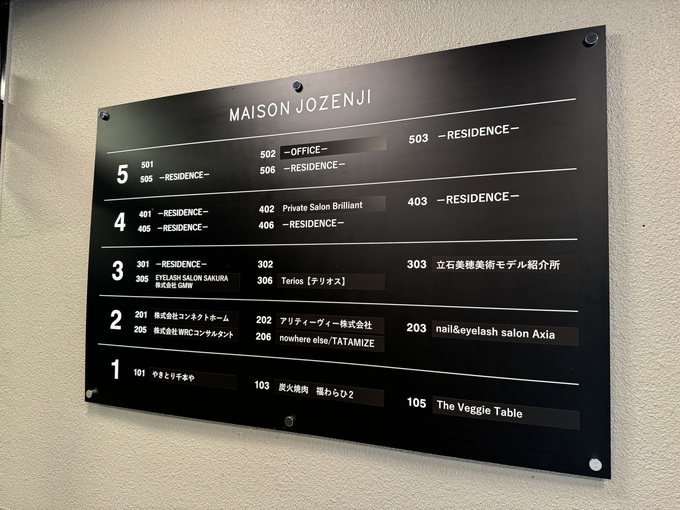 MAISON JOZENJI
5
501
502 －OFFICE－
503 －RESIDENCE－
505 －RESIDENCE－
506 －RESIDENCE－
4
401 －RESIDENCE－
402 Private Salon Brilliant
403 －RESIDENCE－
405 －RESIDENCE－
406 －RESIDENCE－
3
301 －RESIDENCE－
302
303 立石美穂美術モデル紹介所
305 EYELASH SALON SAKURA
株式会社 GMW
306 Terios【テリオス】
2
201 株式会社コンネクトホーム
202 アリティーヴィー株式会社
203 nail&eyelash salon Axia
205 株式会社WRCコンサルタント
206 nowhere else/TATAMIZE
1
101 やきとり千本や
103 炭火焼肉 福わらひ2
105 The Veggie Table